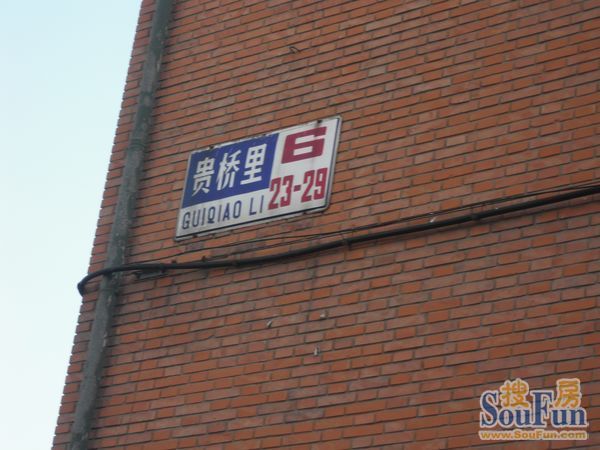 贵桥里 6
GUIQIAO LI 23-29
搜房
SouFun
www.SouFun.com